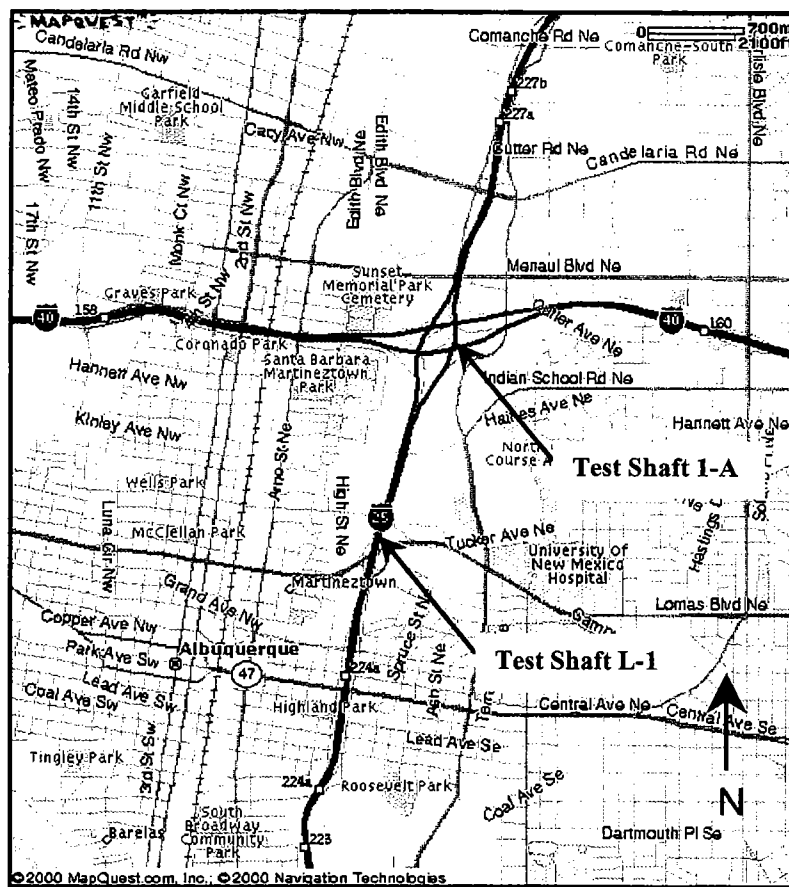 MAPQUEST
Candelaria Rd Nw
Comanche Rd Ne
0 700m
2100ft
Comanche-South
Park
Mateo Prado Nw
14th St Nw
11th St Nw
17th St Nw
Garfield
Middle School
Park
Edith Blvd Ne
Edith Blvd Ne
227b
227a
Cutter Rd Ne
Candelaria Rd Ne
Monk Ct Nw
2nd St Nw
Sunset
Memorial Park
Cemetery
Menaul Blvd Ne
Graves Park
158
40
Coronado Park
Santa Barbara
Martineztown
Park
40
160
Hannett Ave Nw
Indian School Rd Ne
Haines Ave Ne
Hannett Ave Ne
Kinley Ave Nw
Arno St Ne
High St Ne
North
Course
Test Shaft 1-A
Wells Park
Luna Cir Nw
McClellan Park
Tucker Ave Ne
University Of
New Mexico
Hospital
Martineztown
Grand Ave Nw
Lomas Blvd Ne
Copper Ave Nw
Park Ave Sw
Albuquerque
47
Spruce St Ne
Ash St Ne
Test Shaft L-1
Lead Ave Sw
Coal Ave Sw
224a
Highland Park
Central Ave Ne
Central Ave Se
3rd St Sw
Lead Ave Se
Tingley Park
224a
Roosevelt Park
Coal Ave Se
N
Barelas
South
Broadway
Community
Park
223
Dartmouth Pl Se
©2000 MapQuest.com, Inc.; ©2000 Navigation Technologies